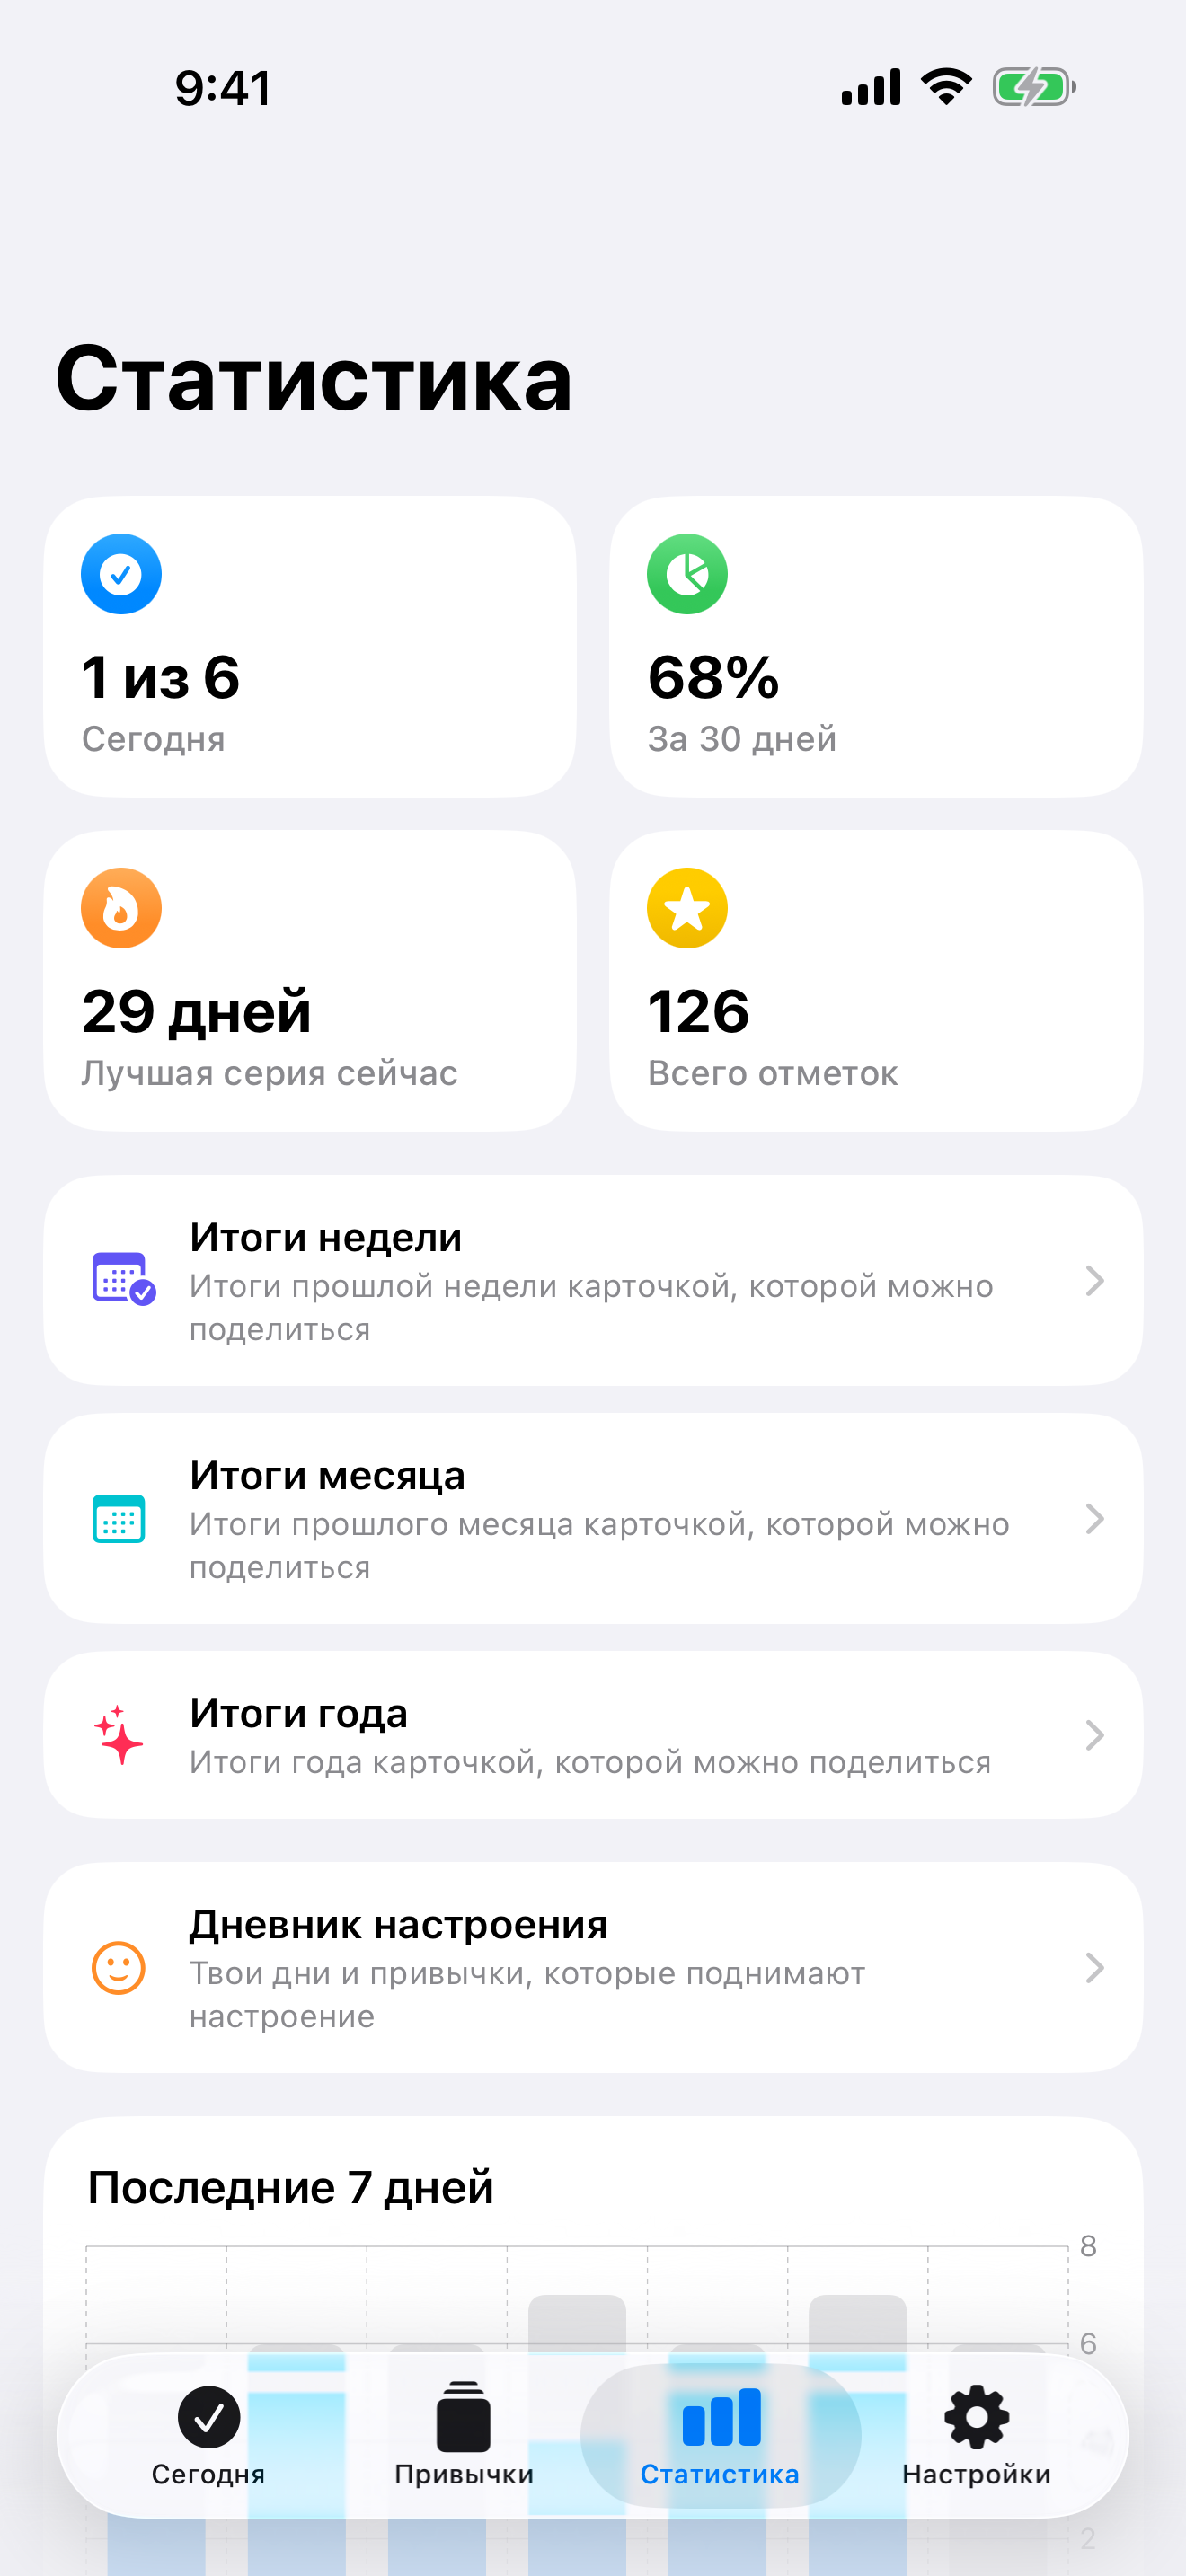 9:41
Статистика
1 из 6
Сегодня
68%
За 30 дней
29 дней
Лучшая серия сейчас
126
Всего отметок
Итоги недели
Итоги прошлой недели карточкой, которой можно
поделиться
Итоги месяца
Итоги прошлого месяца карточкой, которой можно
поделиться
Итоги года
Итоги года карточкой, которой можно поделиться
Дневник настроения
Твои дни и привычки, которые поднимают
настроение
Последние 7 дней
8
6
Сегодня
Привычки
Статистика
Настройки
2